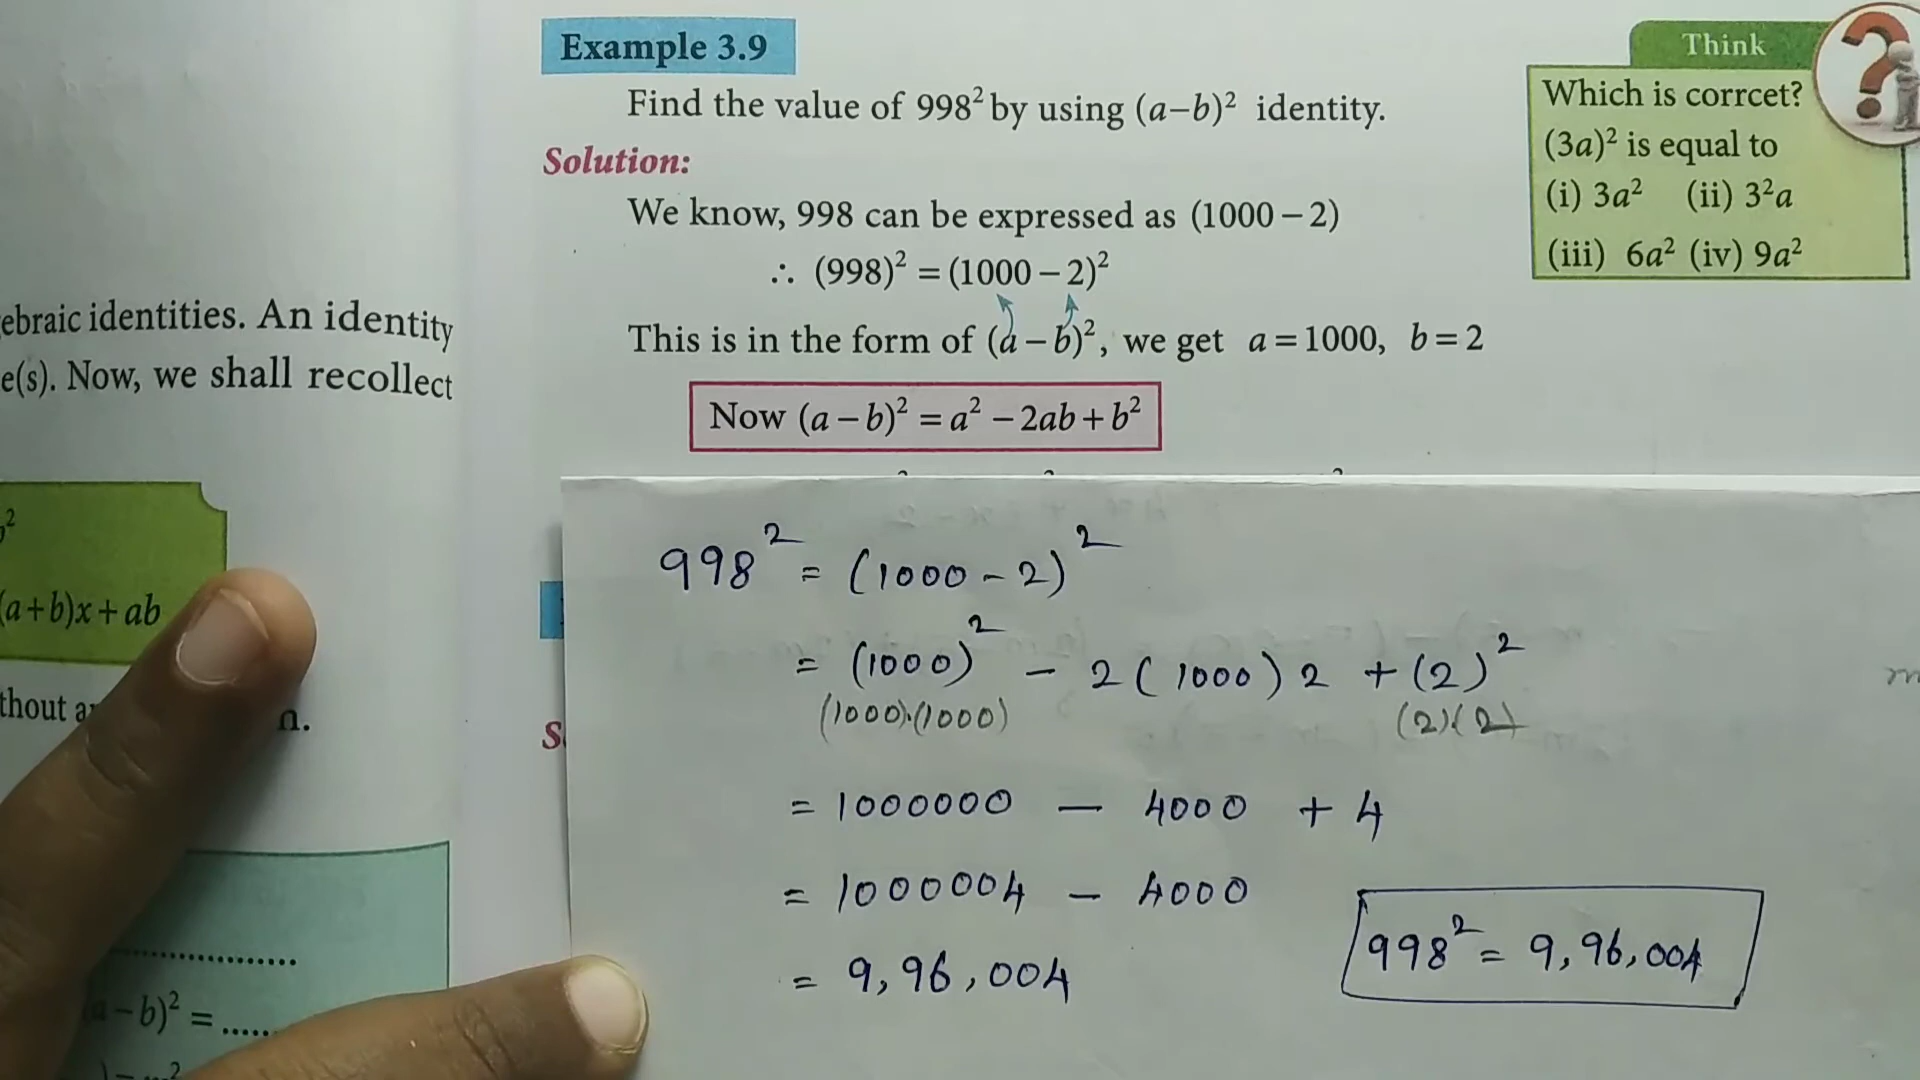 ebraic identities. An identity
e(s). Now, we shall recollect
(a+b)x+ab
thout a
n.
(a−b)² = ......
Example 3.9
Find the value of 998² by using (a−b)² identity.
Solution:
We know, 998 can be expressed as (1000 − 2)
∴ (998)² = (1000 − 2)²
This is in the form of (a − b)², we get a = 1000, b = 2
Now (a − b)² = a² − 2ab + b²
Think
Which is corrcet?
(3a)² is equal to
(i) 3a² (ii) 3²a
(iii) 6a² (iv) 9a²
998² = (1000 - 2)²
= (1000)² - 2(1000)2 + (2)²
(1000).(1000) (2)(2)
= 1000000 - 4000 + 4
= 1000004 - 4000
= 9,96,004
998² = 9,96,004